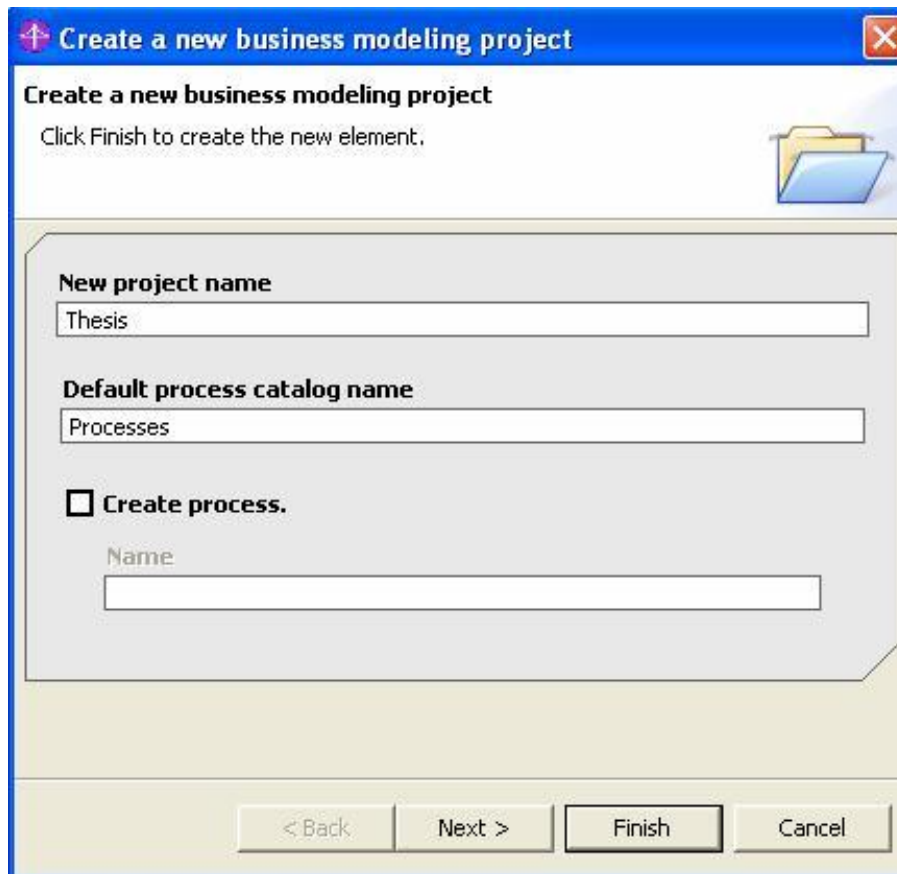 Create a new business modeling project
Create a new business modeling project
Click Finish to create the new element.
New project name
Thesis
Default process catalog name
Processes
Create process.
Name
< Back Next > Finish Cancel